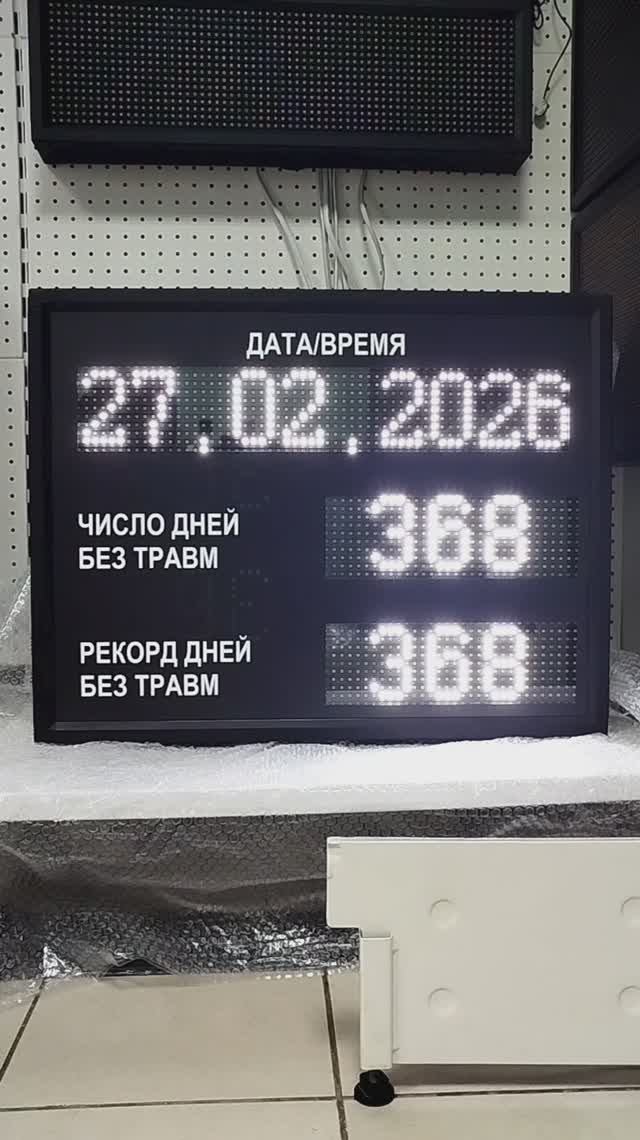 ДАТА/ВРЕМЯ
27.02.2026
ЧИСЛО ДНЕЙ
БЕЗ ТРАВМ
368
РЕКОРД ДНЕЙ
БЕЗ ТРАВМ
368